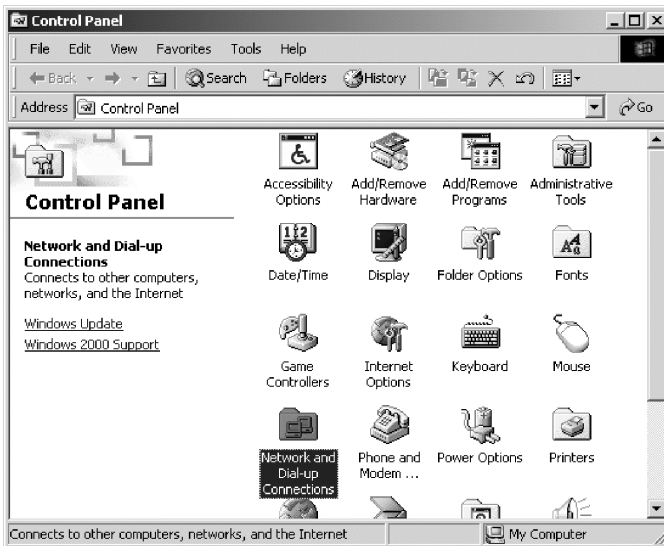 Control Panel
File Edit View Favorites Tools Help
Back Search Folders History
Address Control Panel Go
Control Panel
Network and Dial-up
Connections
Connects to other computers,
networks, and the Internet
Windows Update
Windows 2000 Support
Accessibility
Options
Add/Remove
Hardware
Add/Remove
Programs
Administrative
Tools
Date/Time
Display
Folder Options
Fonts
Game
Controllers
Internet
Options
Keyboard
Mouse
Network and
Dial-up
Connections
Phone and
Modem ...
Power Options
Printers
Connects to other computers, networks, and the Internet
My Computer